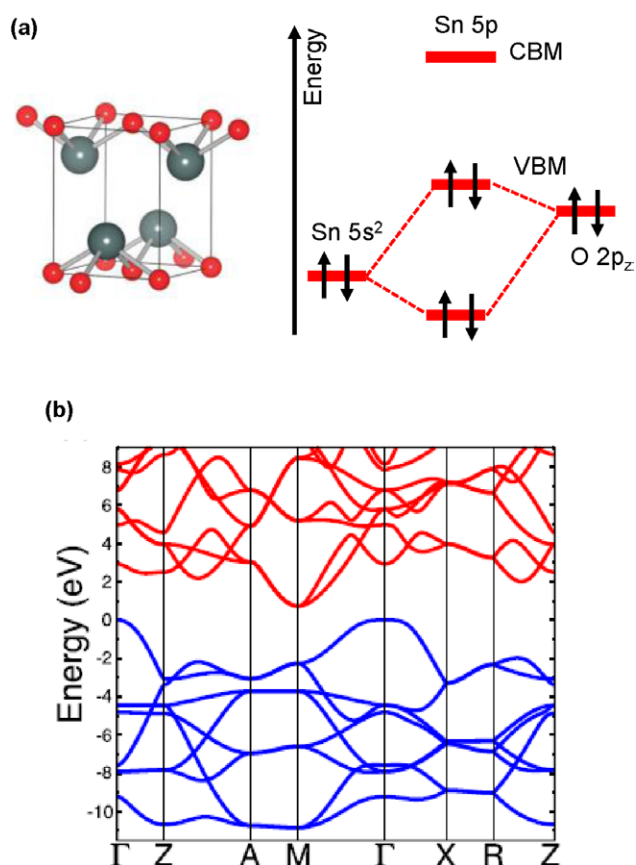 (a)
Energy
Sn 5p
CBM
VBM
Sn 5s²
O 2p_z
(b)
Energy (eV)
8
6
4
2
0
-2
-4
-6
-8
-10
Γ Z A M Γ X R Z